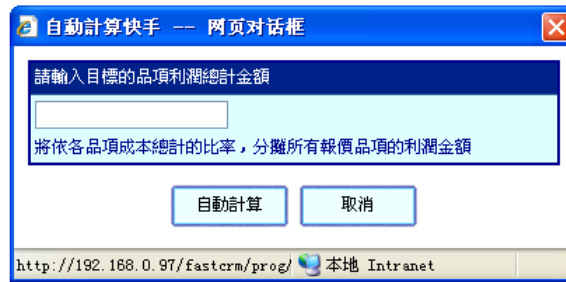 自動計算快手 -- 网页对话框
請輸入目標的品項利潤總計金額
將依各品項成本總計的比率，分攤所有報價品項的利潤金額
自動計算
取消
http://192.168.0.97/fastcrm/prog/
本地 Intranet